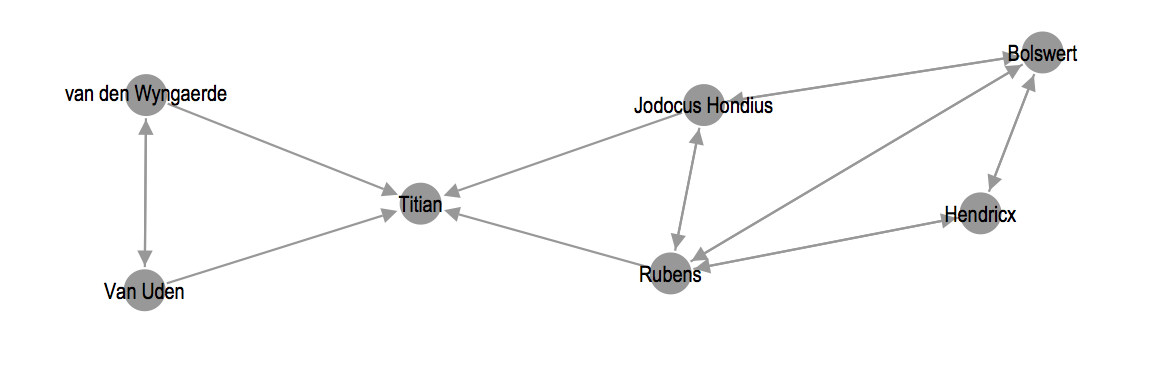 Bolswert
van den Wyngaerde
Jodocus Hondius
Titian
Hendricx
Rubens
Van Uden